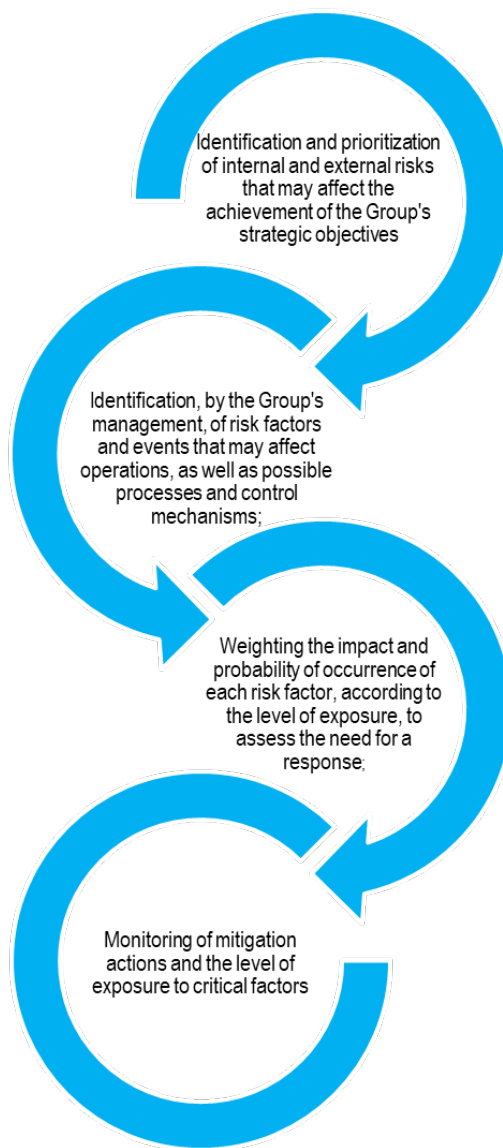 Identification and prioritization
of internal and external risks
that may affect the
achievement of the Group's
strategic objectives
Identification, by the Group's
management, of risk factors
and events that may affect
operations, as well as possible
processes and control
mechanisms;
Weighting the impact and
probability of occurrence of
each risk factor, according to
the level of exposure, to
assess the need for a
response;
Monitoring of mitigation
actions and the level of
exposure to critical factors